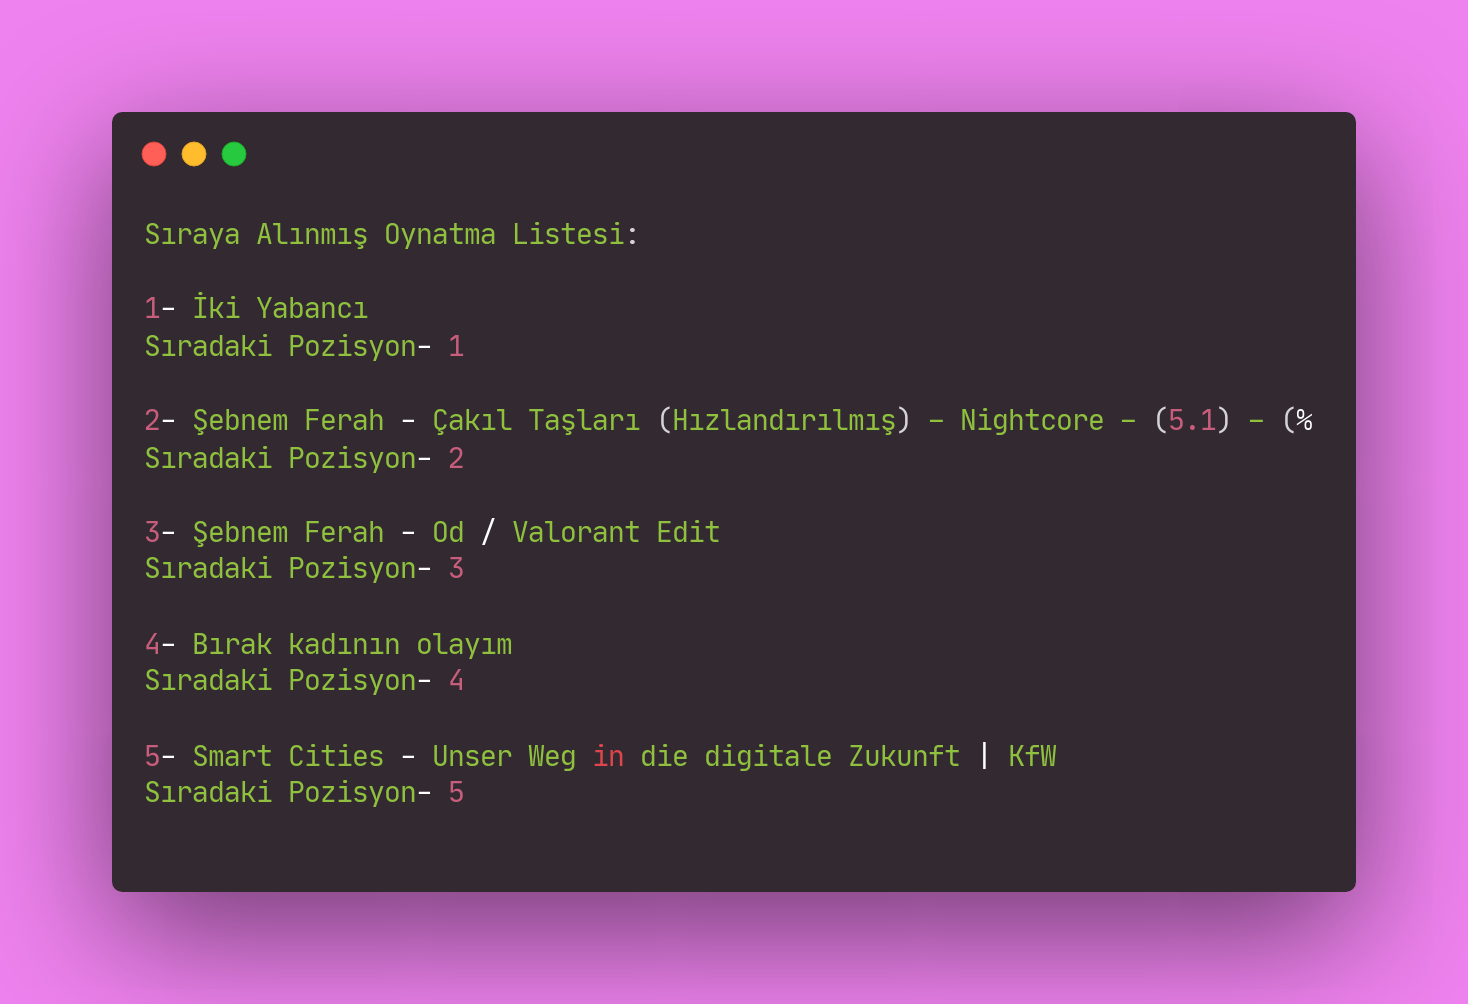 Sıraya Alınmış Oynatma Listesi:
1- İki Yabancı
Sıradaki Pozisyon- 1
2- Şebnem Ferah - Çakıl Taşları (Hızlandırılmış) – Nightcore – (5.1) – (%
Sıradaki Pozisyon- 2
3- Şebnem Ferah - Od / Valorant Edit
Sıradaki Pozisyon- 3
4- Bırak kadının olayım
Sıradaki Pozisyon- 4
5- Smart Cities - Unser Weg in die digitale Zukunft | KfW
Sıradaki Pozisyon- 5